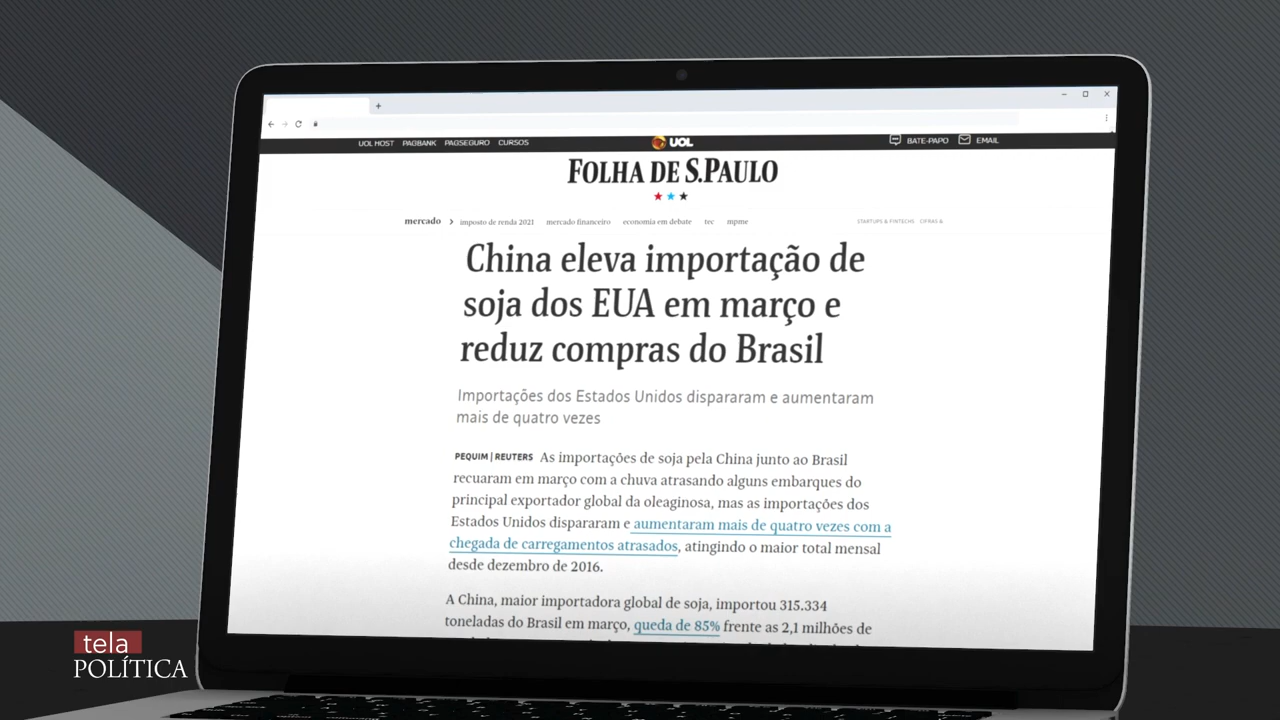 UOL HOST PAGBANK PAGSEGURO CURSOS UOL BATE-PAPO EMAIL
FOLHA DE S.PAULO
mercado > imposto de renda 2021 mercado financeiro economia em debate tec mpme STARTUPS & FINTECHS CIFRAS &
China eleva importação de
soja dos EUA em março e
reduz compras do Brasil
Importações dos Estados Unidos dispararam e aumentaram
mais de quatro vezes
PEQUIM | REUTERS As importações de soja pela China junto ao Brasil
recuaram em março com a chuva atrasando alguns embarques do
principal exportador global da oleaginosa, mas as importações dos
Estados Unidos dispararam e aumentaram mais de quatro vezes com a
chegada de carregamentos atrasados, atingindo o maior total mensal
desde dezembro de 2016.
A China, maior importadora global de soja, importou 315.334
toneladas do Brasil em março, queda de 85% frente as 2,1 milhões de
tela
POLÍTICA